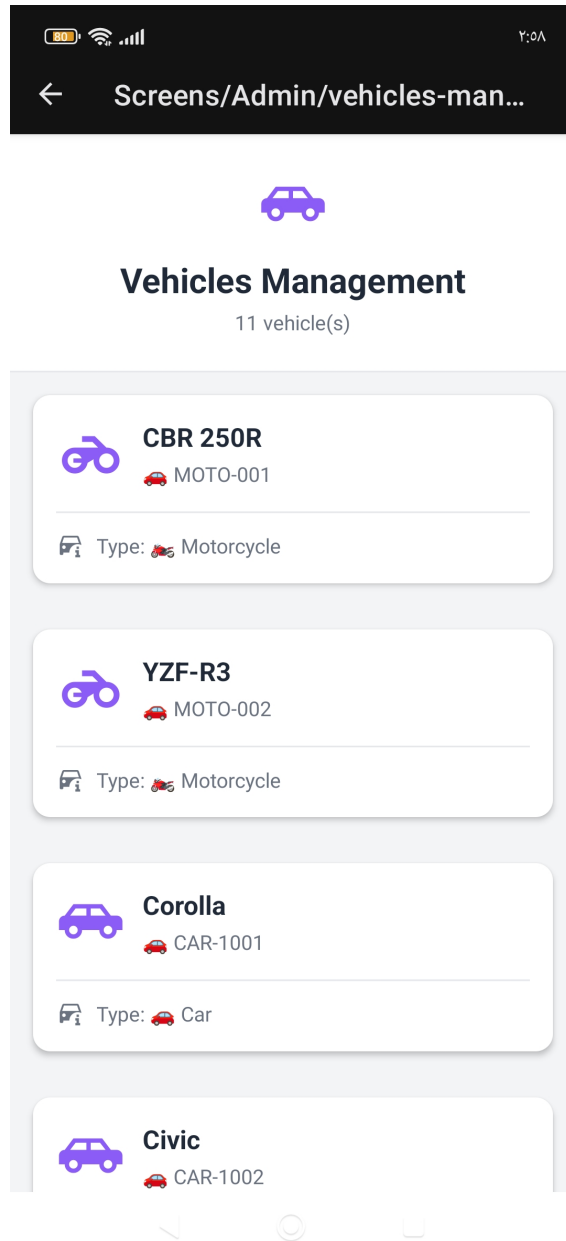 80
٢:٥٨
Screens/Admin/vehicles-man...
Vehicles Management
11 vehicle(s)
CBR 250R
MOTO-001
Type: Motorcycle
YZF-R3
MOTO-002
Type: Motorcycle
Corolla
CAR-1001
Type: Car
Civic
CAR-1002